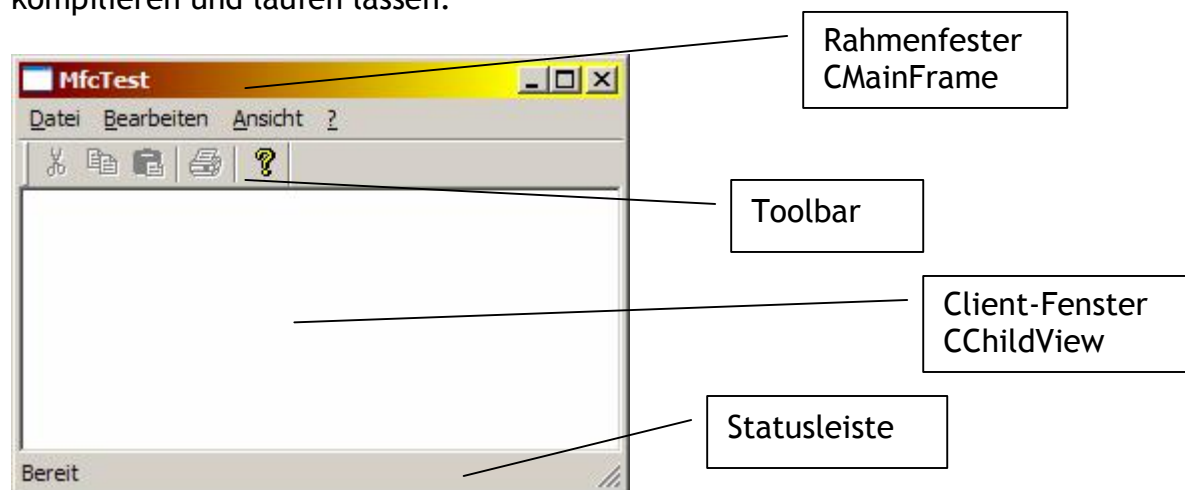 kompilieren und laufen lassen.
Rahmenfester
CMainFrame
MfcTest
Datei Bearbeiten Ansicht ?
Toolbar
Client-Fenster
CChildView
Statusleiste
Bereit